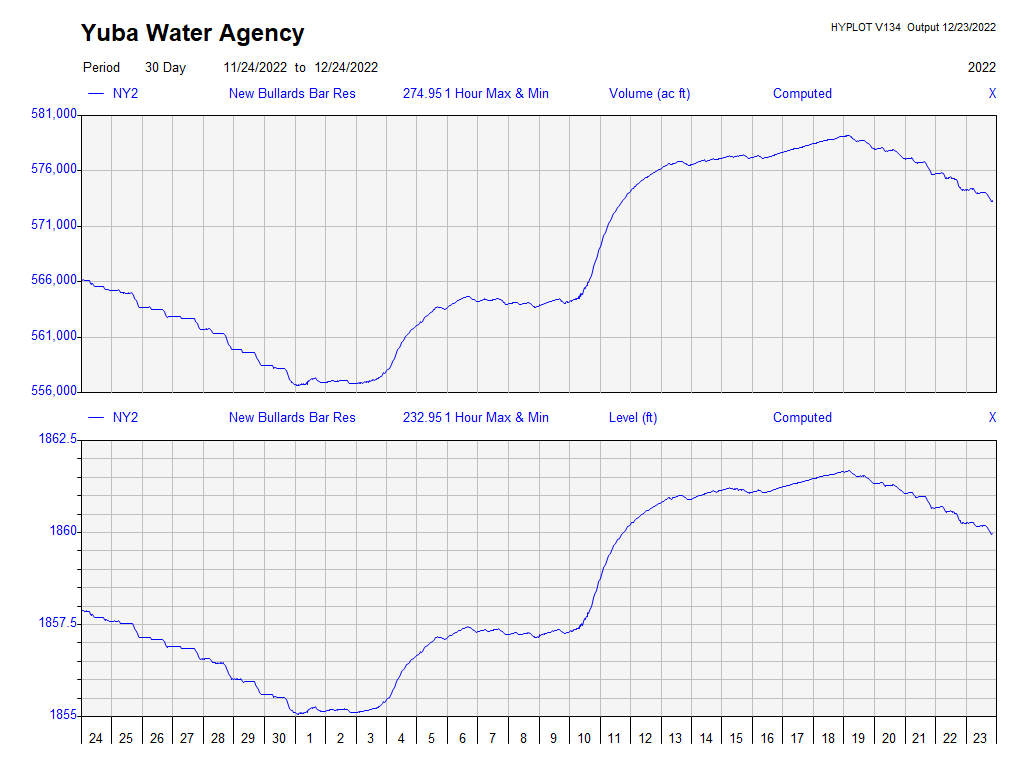 Yuba Water Agency
HYPLOT V134 Output 12/23/2022
Period 30 Day 11/24/2022 to 12/24/2022 2022
NY2 New Bullards Bar Res 274.95 1 Hour Max & Min Volume (ac ft) Computed X
581,000
576,000
571,000
566,000
561,000
556,000
NY2 New Bullards Bar Res 232.95 1 Hour Max & Min Level (ft) Computed X
1862.5
1860
1857.5
1855
24 25 26 27 28 29 30 1 2 3 4 5 6 7 8 9 10 11 12 13 14 15 16 17 18 19 20 21 22 23